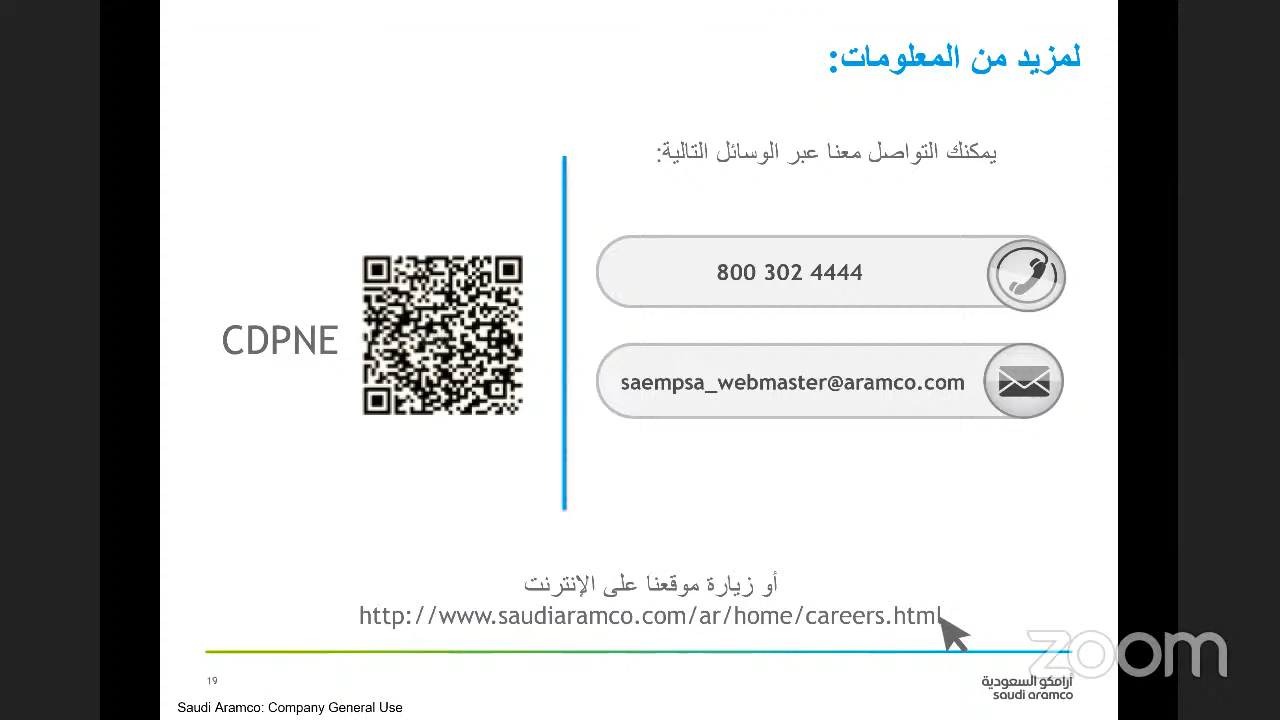 لمزيد من المعلومات:
يمكنك التواصل معنا عبر الوسائل التالية:
800 302 4444
saempsa_webmaster@aramco.com
CDPNE
أو زيارة موقعنا على الإنترنت
http://www.saudiaramco.com/ar/home/careers.html
zoom
19
أرامكو السعودية
saudi aramco
Saudi Aramco: Company General Use